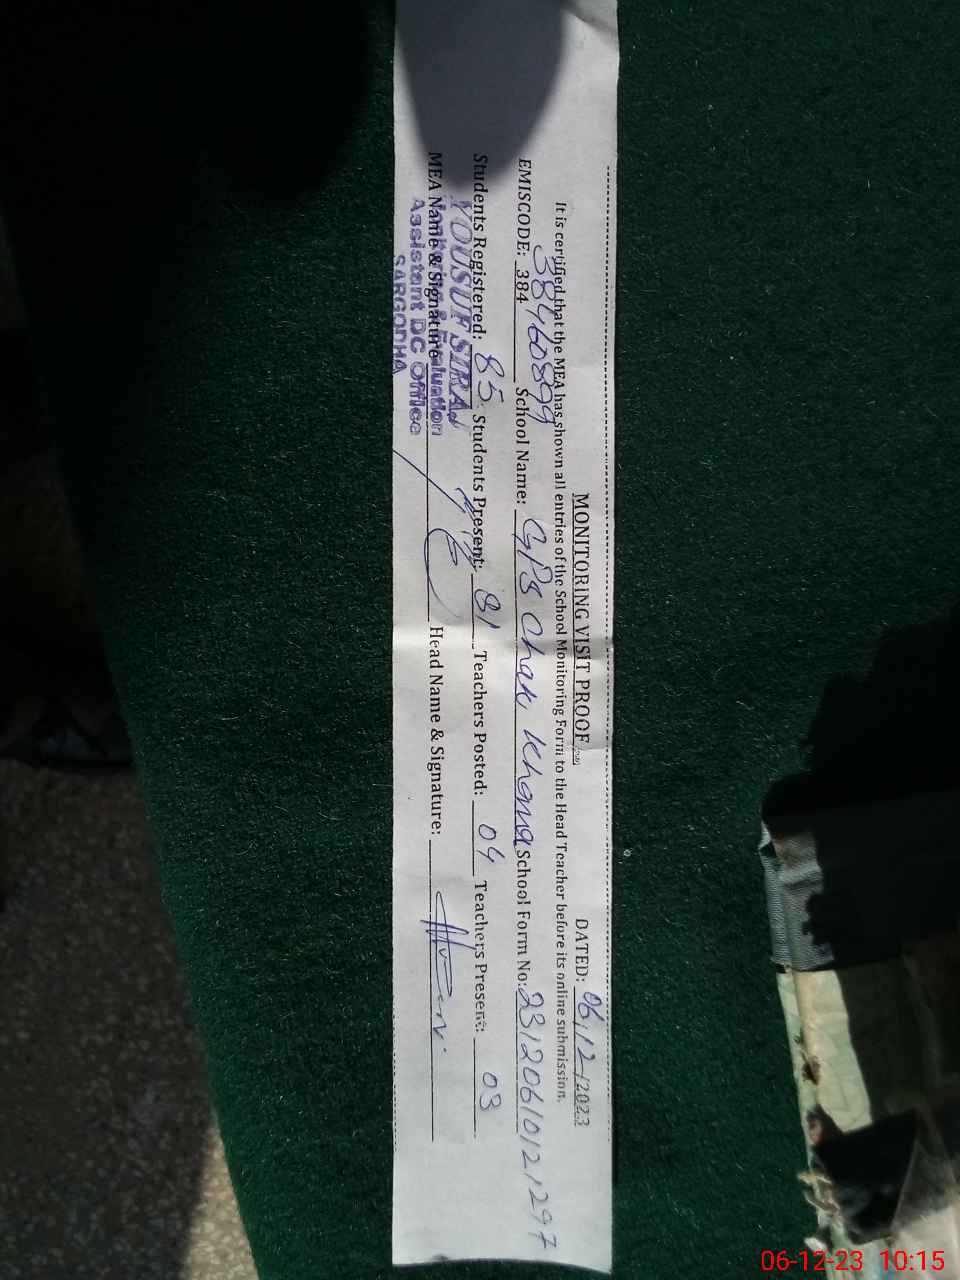 MONITORING VISIT PROOF
DATED: 06/12/2023
It is certified that the MEA has shown all entries of the School Monitoring Form to the Head Teacher before its online submission.
38460899
EMISCODE: 384 School Name: GPS Chak Khana School Form No: 23120610121297
Students Registered: 85 Students Present: 81 Teachers Posted: 04 Teachers Present: 03
YOUSUF SIRAJ
MEA Name & Signature Head Name & Signature:
Monitoring & Evaluation
Assistant DC Office
SARGODHA
06-12-23 10:15